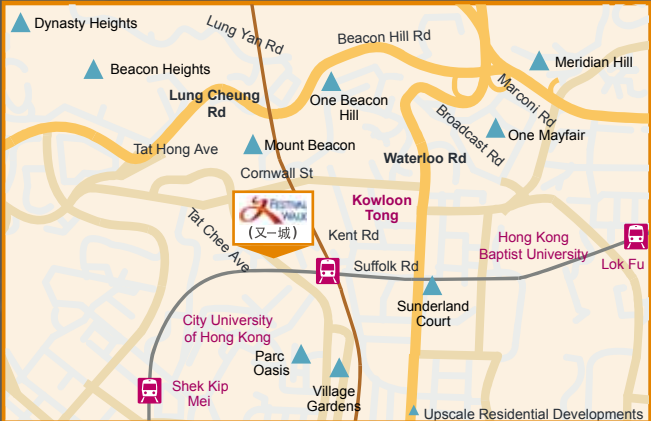 Dynasty Heights
Lung Yan Rd
Beacon Hill Rd
Beacon Heights
Meridian Hill
Lung Cheung
Rd
One Beacon
Hill
Marconi Rd
Broadcast Rd
One Mayfair
Tat Hong Ave
Mount Beacon
Waterloo Rd
Cornwall St
FESTIVAL
WALK
(又一城)
Kowloon
Tong
Tat Chee Ave
Kent Rd
Hong Kong
Baptist University
Suffolk Rd
Lok Fu
Sunderland
Court
City University
of Hong Kong
Parc
Oasis
Village
Gardens
Shek Kip
Mei
Upscale Residential Developments